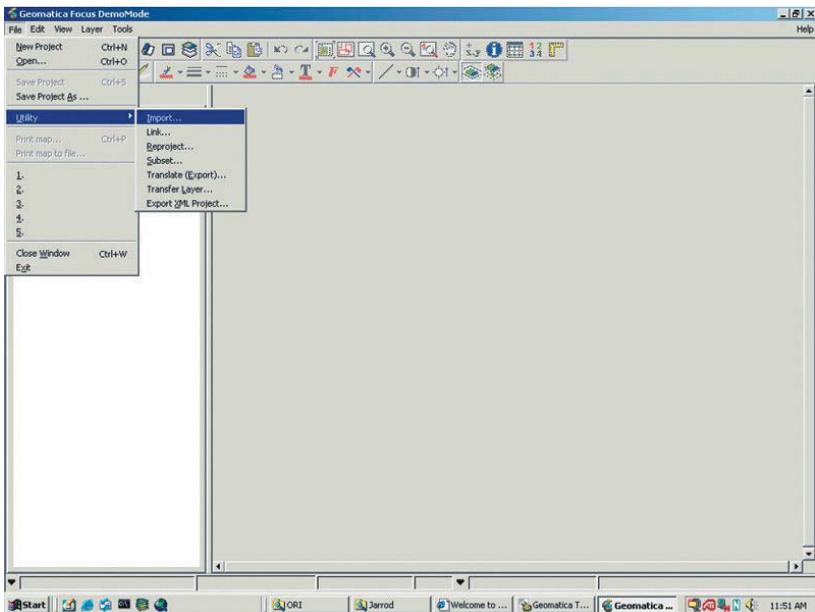 Geomatica Focus DemoMode
File Edit View Layer Tools Help
New Project Ctrl+N
Open... Ctrl+O
Save Project Ctrl+S
Save Project As ...
Utility
Print map... Ctrl+P
Print map to file...
1.
2.
3.
4.
5.
Close Window Ctrl+W
Exit
Import...
Link...
Reproject...
Subset...
Translate (Export)...
Transfer Layer...
Export XML Project...
Start ORI Jarrod Welcome to ... Geomatica T... Geomatica ... 11:51 AM